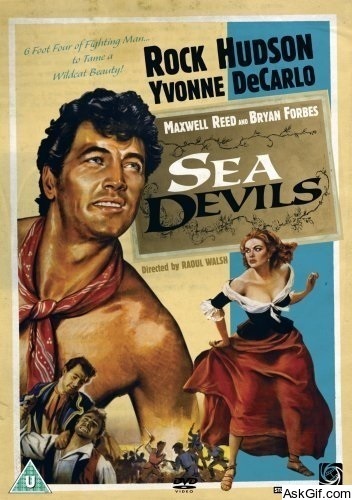 6 Foot Four of Fighting Man...
to Tame a
Wildcat Beauty!
ROCK HUDSON
YVONNE DeCARLO
MAXWELL REED AND BRYAN FORBES
SEA
DEVILS
Directed by RAOUL WALSH
U
DVD
VIDEO
AskGif.com